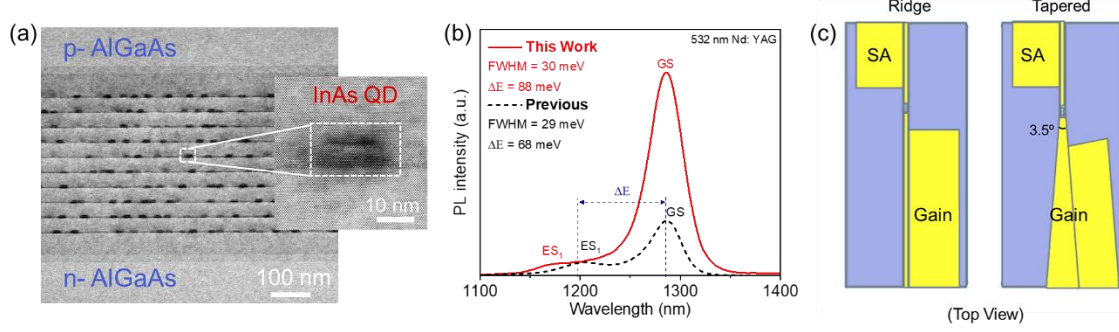 (a)
p- AlGaAs
InAs QD
10 nm
n- AlGaAs
100 nm
(b)
This Work
FWHM = 30 meV
ΔE = 88 meV
Previous
FWHM = 29 meV
ΔE = 68 meV
532 nm Nd: YAG
GS
ΔE
GS
ES₁
ES₁
PL intensity (a.u.)
1100
1200
1300
1400
Wavelength (nm)
(c)
Ridge
Tapered
SA
SA
3.5°
Gain
Gain
(Top View)